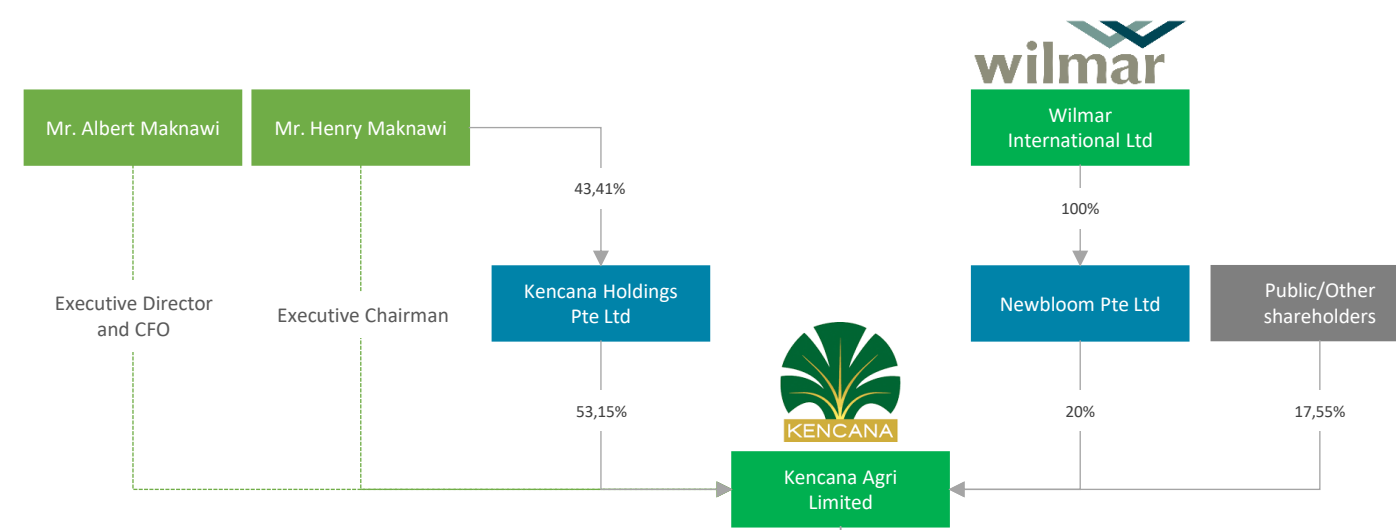 wilmar
Mr. Albert Maknawi
Mr. Henry Maknawi
Wilmar
International Ltd
43,41%
100%
Executive Director
and CFO
Executive Chairman
Kencana Holdings
Pte Ltd
Newbloom Pte Ltd
Public/Other
shareholders
53,15%
KENCANA
20%
17,55%
Kencana Agri
Limited